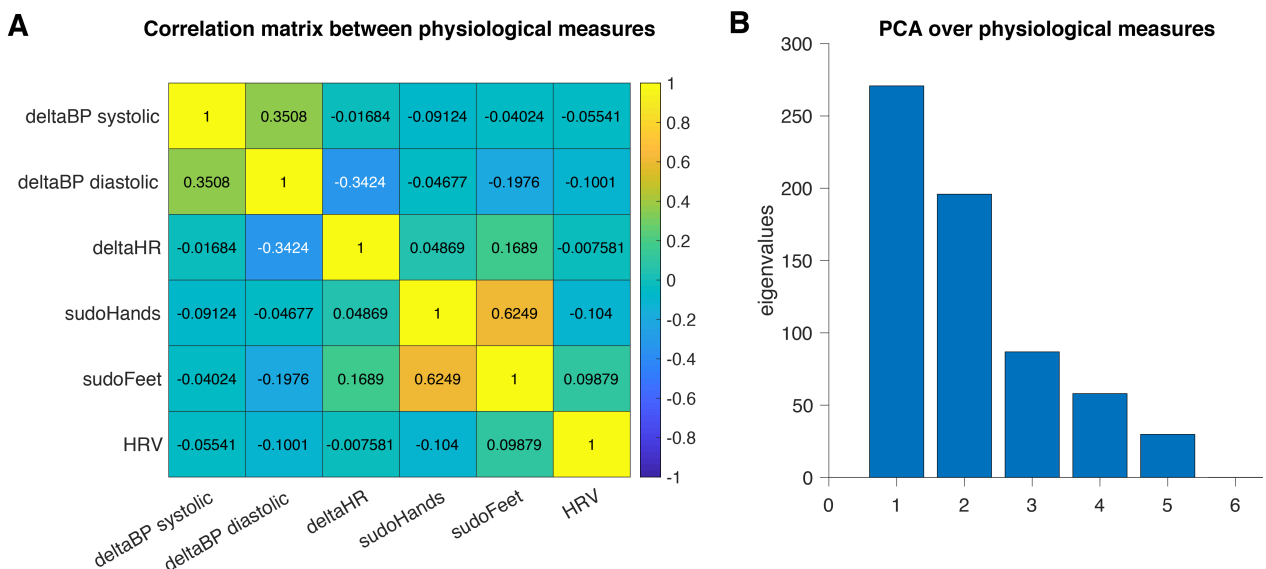 A
Correlation matrix between physiological measures
deltaBP systolic 1 0.3508 -0.01684 -0.09124 -0.04024 -0.05541
deltaBP diastolic 0.3508 1 -0.3424 -0.04677 -0.1976 -0.1001
deltaHR -0.01684 -0.3424 1 0.04869 0.1689 -0.007581
sudoHands -0.09124 -0.04677 0.04869 1 0.6249 -0.104
sudoFeet -0.04024 -0.1976 0.1689 0.6249 1 0.09879
HRV -0.05541 -0.1001 -0.007581 -0.104 0.09879 1
deltaBP systolic deltaBP diastolic deltaHR sudoHands sudoFeet HRV
1
0.8
0.6
0.4
0.2
0
-0.2
-0.4
-0.6
-0.8
-1
B
PCA over physiological measures
eigenvalues
300
250
200
150
100
50
0
0 1 2 3 4 5 6